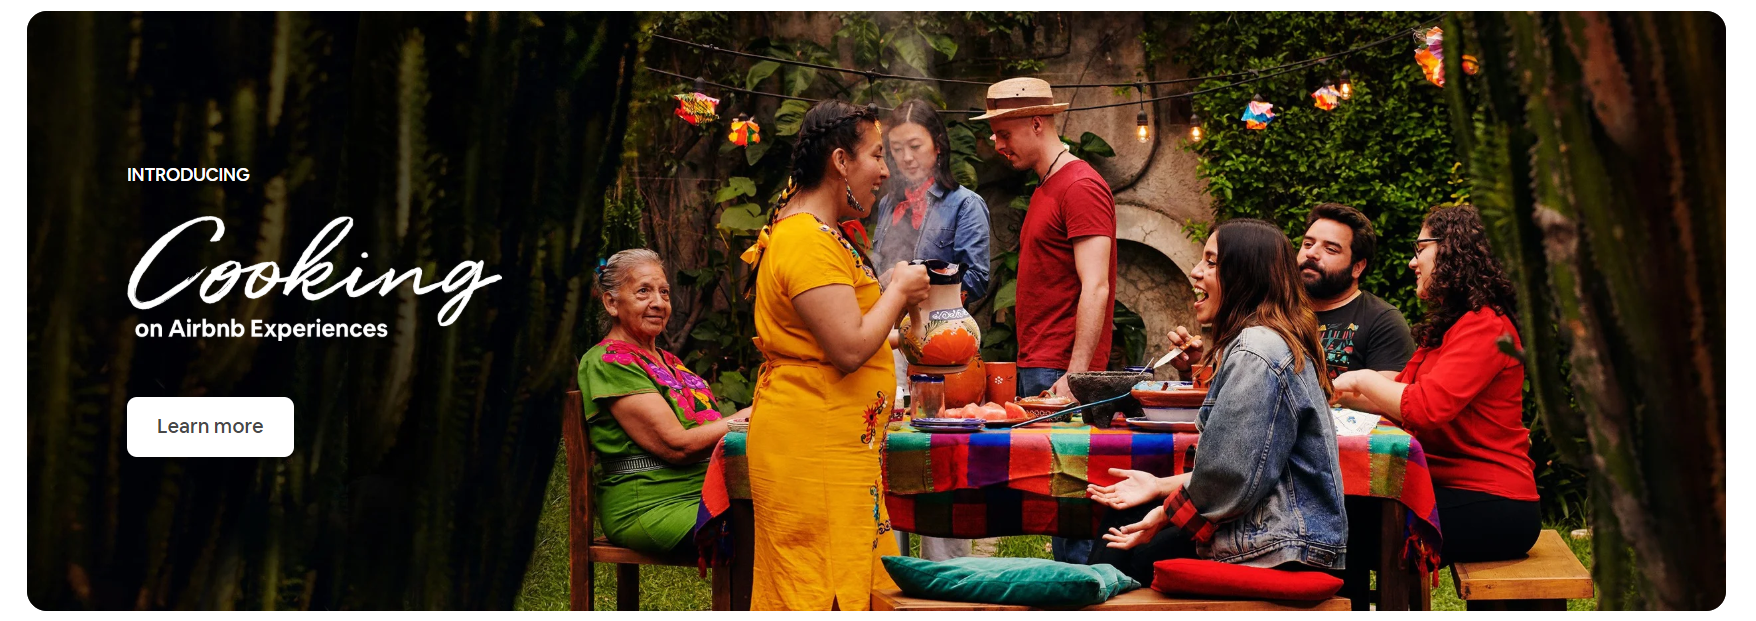 INTRODUCING
Cooking
on Airbnb Experiences
Learn more